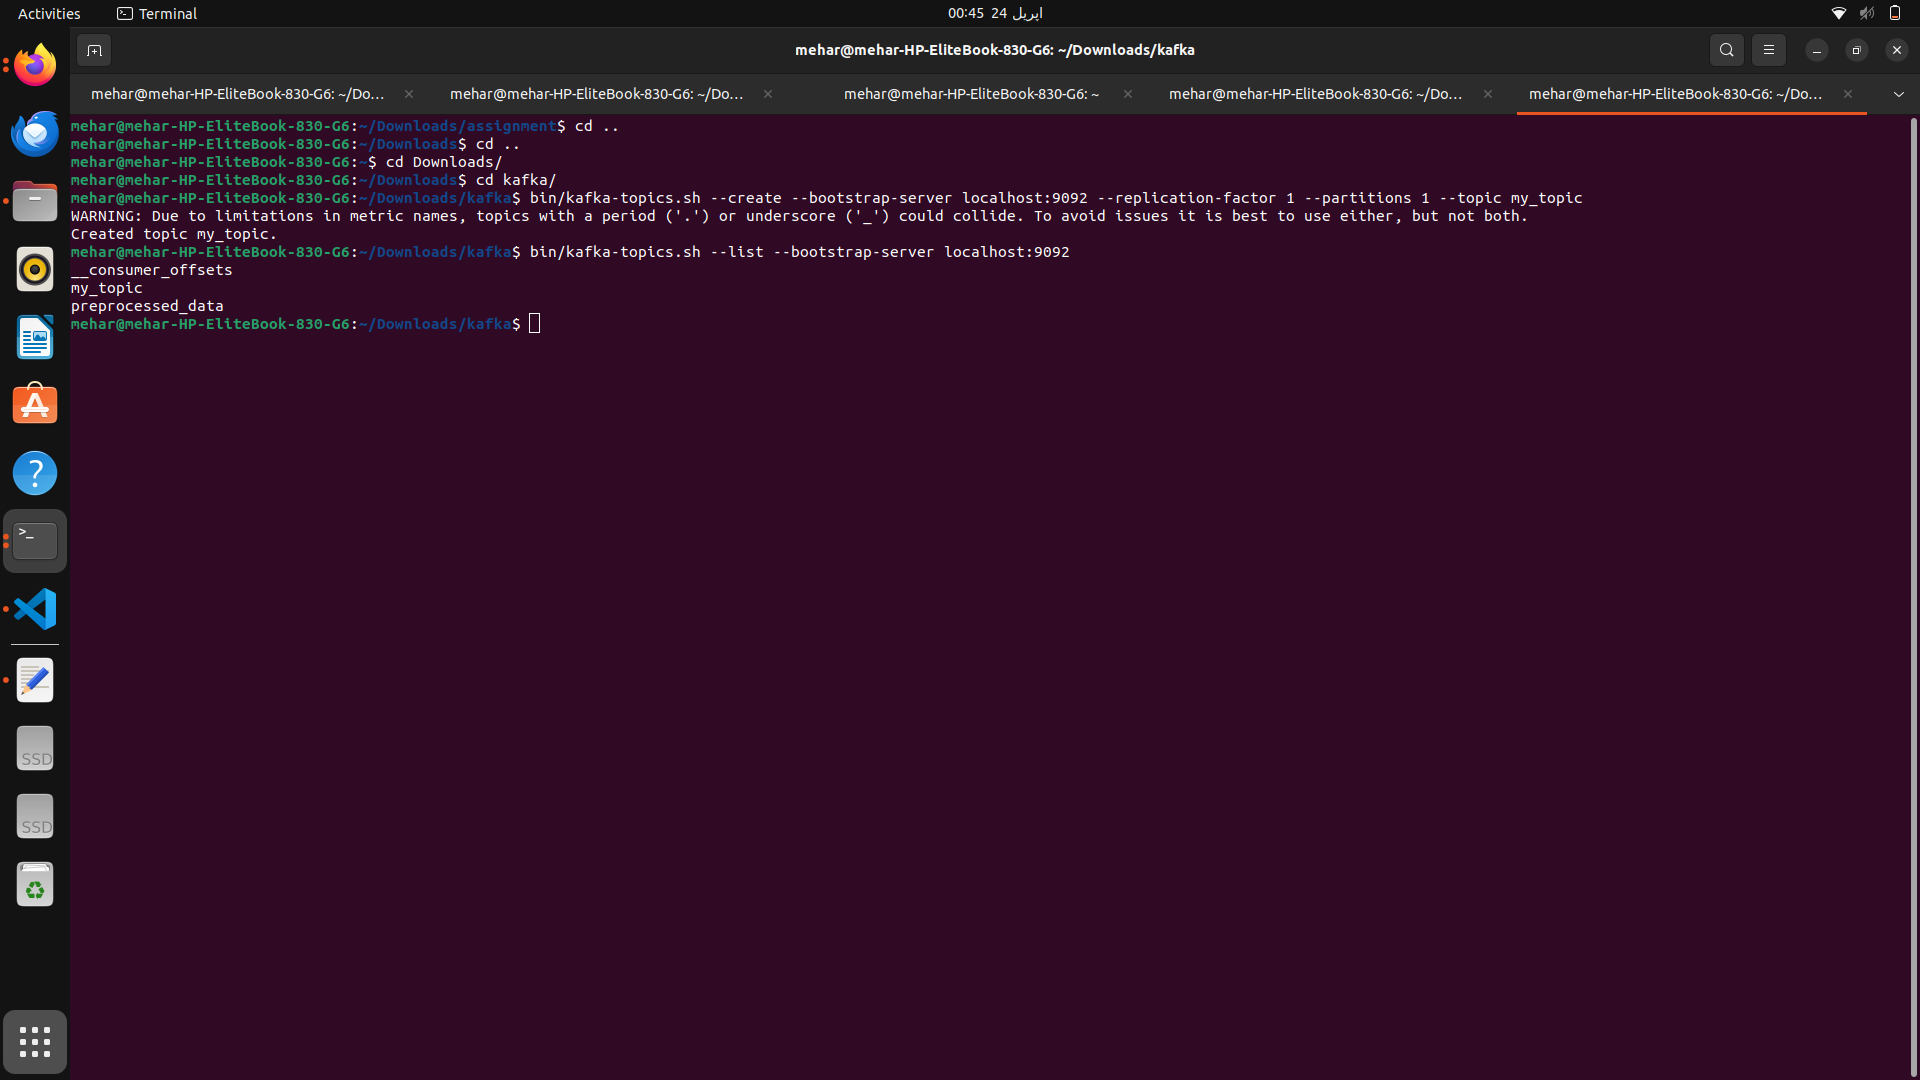 Activities
Terminal
00:45 24 اپریل
mehar@mehar-HP-EliteBook-830-G6: ~/Downloads/kafka
mehar@mehar-HP-EliteBook-830-G6: ~/Do...
mehar@mehar-HP-EliteBook-830-G6: ~/Do...
mehar@mehar-HP-EliteBook-830-G6: ~
mehar@mehar-HP-EliteBook-830-G6: ~/Do...
mehar@mehar-HP-EliteBook-830-G6: ~/Do...
mehar@mehar-HP-EliteBook-830-G6:~/Downloads/assignment$ cd ..
mehar@mehar-HP-EliteBook-830-G6:~/Downloads$ cd ..
mehar@mehar-HP-EliteBook-830-G6:~$ cd Downloads/
mehar@mehar-HP-EliteBook-830-G6:~/Downloads$ cd kafka/
mehar@mehar-HP-EliteBook-830-G6:~/Downloads/kafka$ bin/kafka-topics.sh --create --bootstrap-server localhost:9092 --replication-factor 1 --partitions 1 --topic my_topic
WARNING: Due to limitations in metric names, topics with a period ('.') or underscore ('_') could collide. To avoid issues it is best to use either, but not both.
Created topic my_topic.
mehar@mehar-HP-EliteBook-830-G6:~/Downloads/kafka$ bin/kafka-topics.sh --list --bootstrap-server localhost:9092
__consumer_offsets
my_topic
preprocessed_data
mehar@mehar-HP-EliteBook-830-G6:~/Downloads/kafka$
SSD
SSD